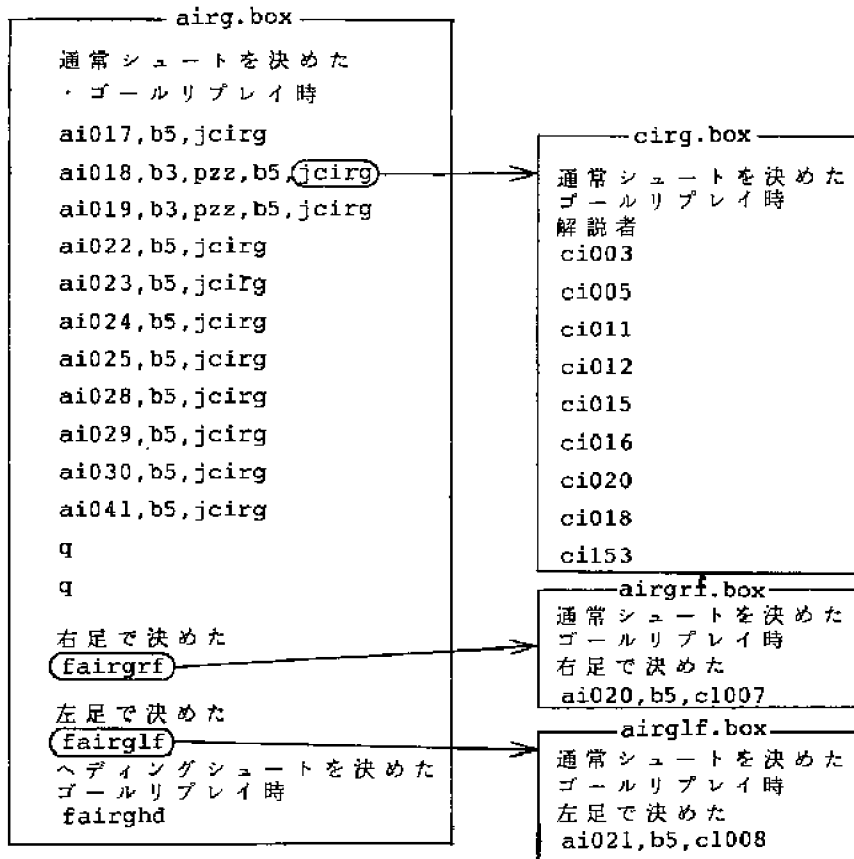 airg.box
通常シュートを決めた
・ゴールリプレイ時
ai017,b5,jcirg
ai018,b3,pzz,b5,jcirg
ai019,b3,pzz,b5,jcirg
ai022,b5,jcirg
ai023,b5,jcirg
ai024,b5,jcirg
ai025,b5,jcirg
ai028,b5,jcirg
ai029,b5,jcirg
ai030,b5,jcirg
ai041,b5,jcirg
q
q
右足で決めた
fairgrf
左足で決めた
fairglf
ヘディングシュートを決めた
ゴールリプレイ時
fairghd
cirg.box
通常シュートを決めた
ゴールリプレイ時
解説者
ci003
ci005
ci011
ci012
ci015
ci016
ci020
ci018
ci153
airgrf.box
通常シュートを決めた
ゴールリプレイ時
右足で決めた
ai020,b5,c1007
airglf.box
通常シュートを決めた
ゴールリプレイ時
左足で決めた
ai021,b5,c1008